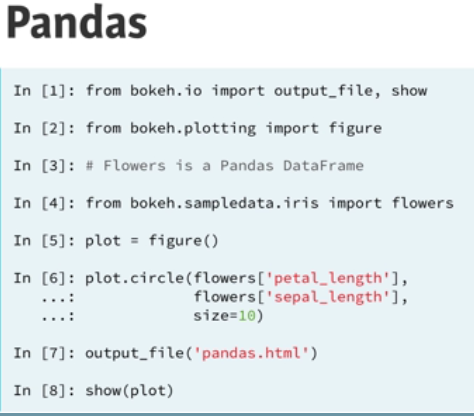 Pandas
In [1]: from bokeh.io import output_file, show
In [2]: from bokeh.plotting import figure
In [3]: # Flowers is a Pandas DataFrame
In [4]: from bokeh.sampledata.iris import flowers
In [5]: plot = figure()
In [6]: plot.circle(flowers['petal_length'],
   ...:             flowers['sepal_length'],
   ...:             size=10)
In [7]: output_file('pandas.html')
In [8]: show(plot)